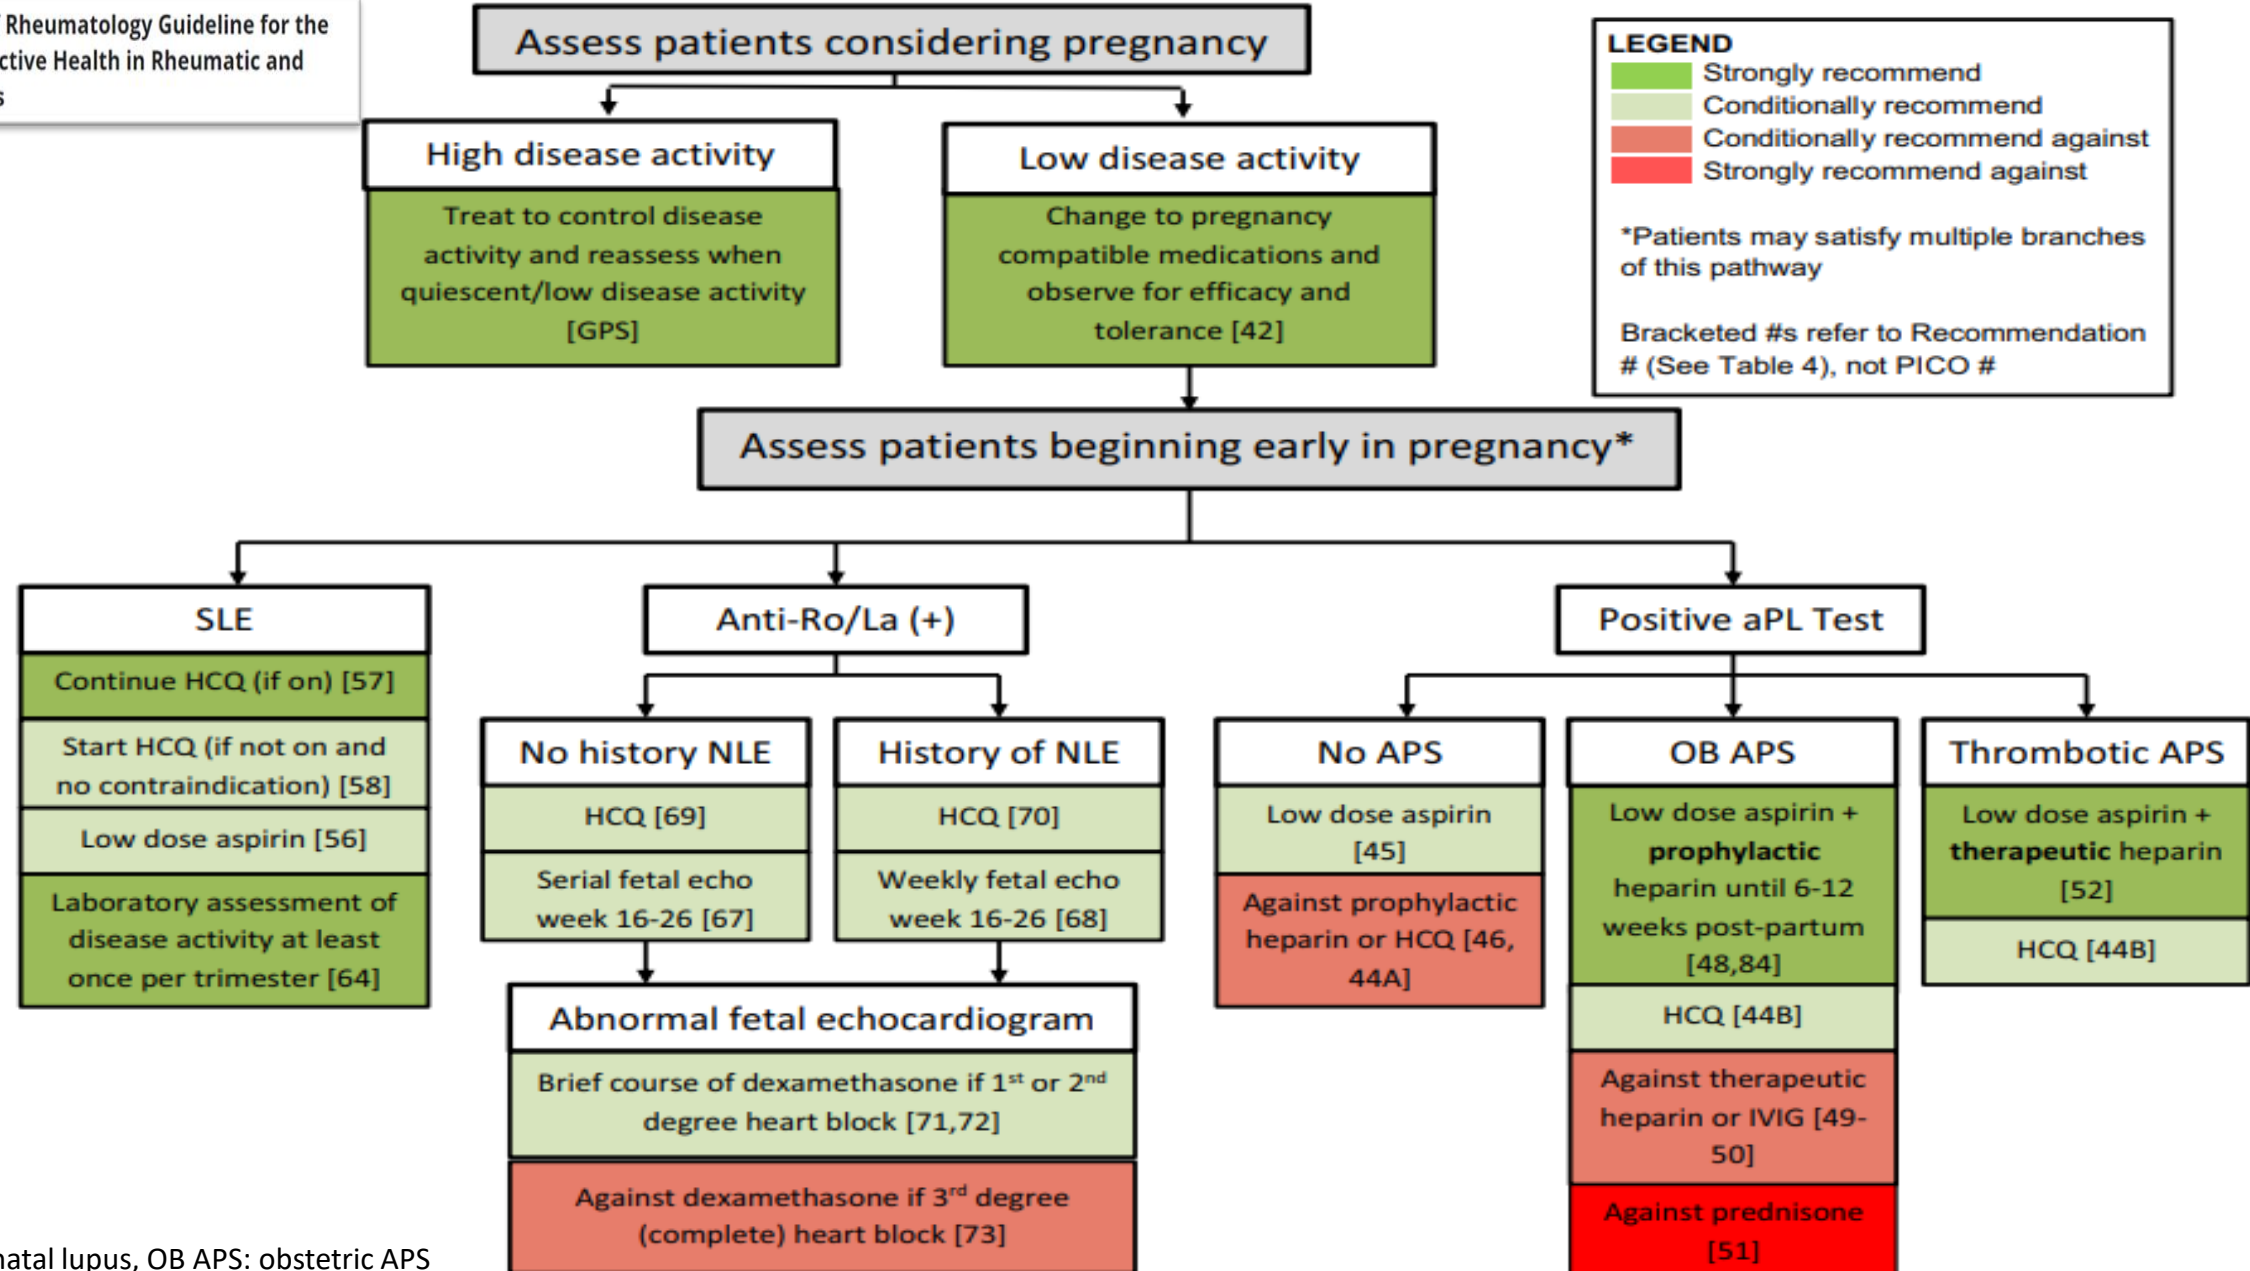 Rheumatology Guideline for the
ctive Health in Rheumatic and
s
Assess patients considering pregnancy
LEGEND
Strongly recommend
Conditionally recommend
Conditionally recommend against
Strongly recommend against
*Patients may satisfy multiple branches
of this pathway
Bracketed #s refer to Recommendation
# (See Table 4), not PICO #
High disease activity
Treat to control disease
activity and reassess when
quiescent/low disease activity
[GPS]
Low disease activity
Change to pregnancy
compatible medications and
observe for efficacy and
tolerance [42]
Assess patients beginning early in pregnancy*
SLE
Continue HCQ (if on) [57]
Start HCQ (if not on and
no contraindication) [58]
Low dose aspirin [56]
Laboratory assessment of
disease activity at least
once per trimester [64]
Anti-Ro/La (+)
No history NLE
HCQ [69]
Serial fetal echo
week 16-26 [67]
History of NLE
HCQ [70]
Weekly fetal echo
week 16-26 [68]
Abnormal fetal echocardiogram
Brief course of dexamethasone if 1st or 2nd
degree heart block [71,72]
Against dexamethasone if 3rd degree
(complete) heart block [73]
Positive aPL Test
No APS
Low dose aspirin
[45]
Against prophylactic
heparin or HCQ [46,
44A]
OB APS
Low dose aspirin +
prophylactic
heparin until 6-12
weeks post-partum
[48,84]
HCQ [44B]
Against therapeutic
heparin or IVIG [49-
50]
Against prednisone
[51]
Thrombotic APS
Low dose aspirin +
therapeutic heparin
[52]
HCQ [44B]
natal lupus, OB APS: obstetric APS